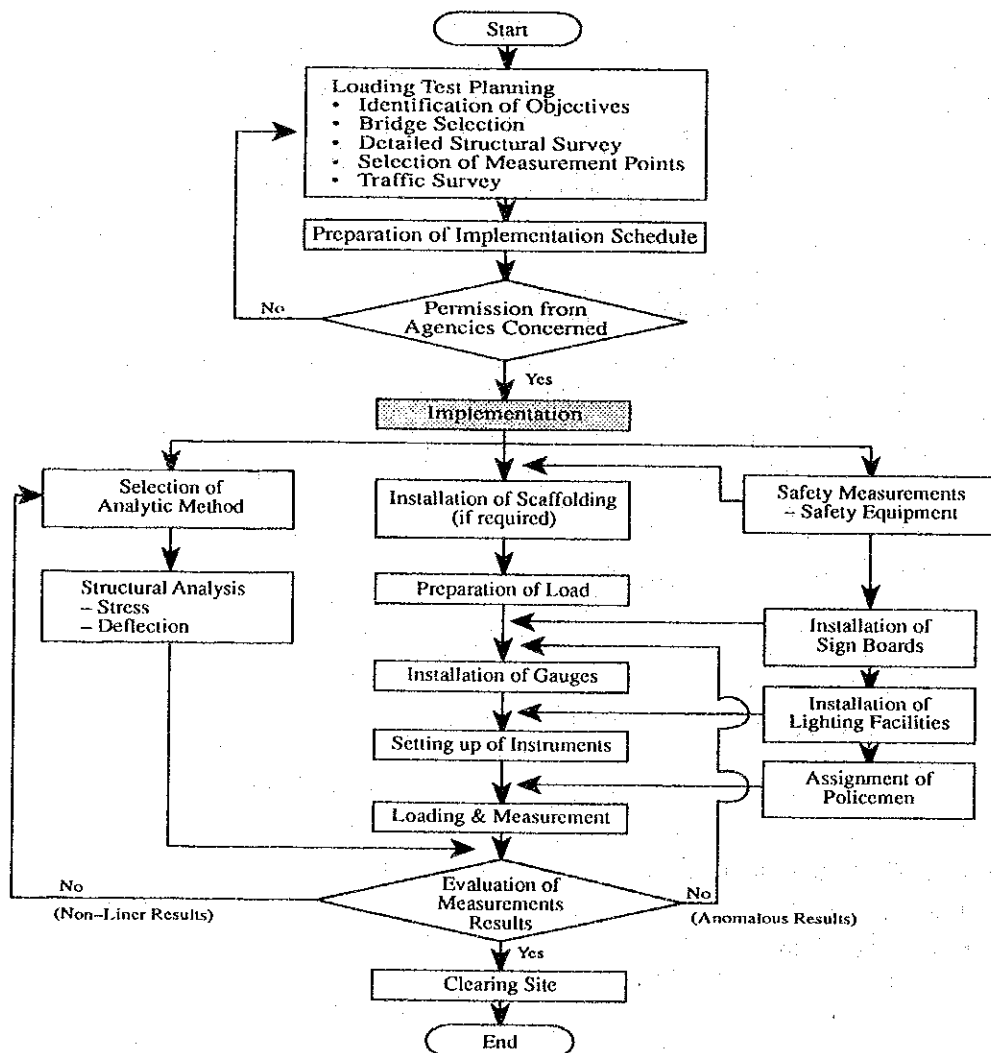 Start
Loading Test Planning
• Identification of Objectives
• Bridge Selection
• Detailed Structural Survey
• Selection of Measurement Points
• Traffic Survey
Preparation of Implementation Schedule
No
Permission from
Agencies Concerned
Yes
Implementation
Selection of
Analytic Method
Installation of Scaffolding
(if required)
Safety Measurements
– Safety Equipment
Structural Analysis
– Stress
– Deflection
Preparation of Load
Installation of
Sign Boards
Installation of Gauges
Installation of
Lighting Facilities
Setting up of Instruments
Assignment of
Policemen
Loading & Measurement
No
(Non–Liner Results)
Evaluation of
Measurements
Results
No
(Anomalous Results)
Yes
Clearing Site
End